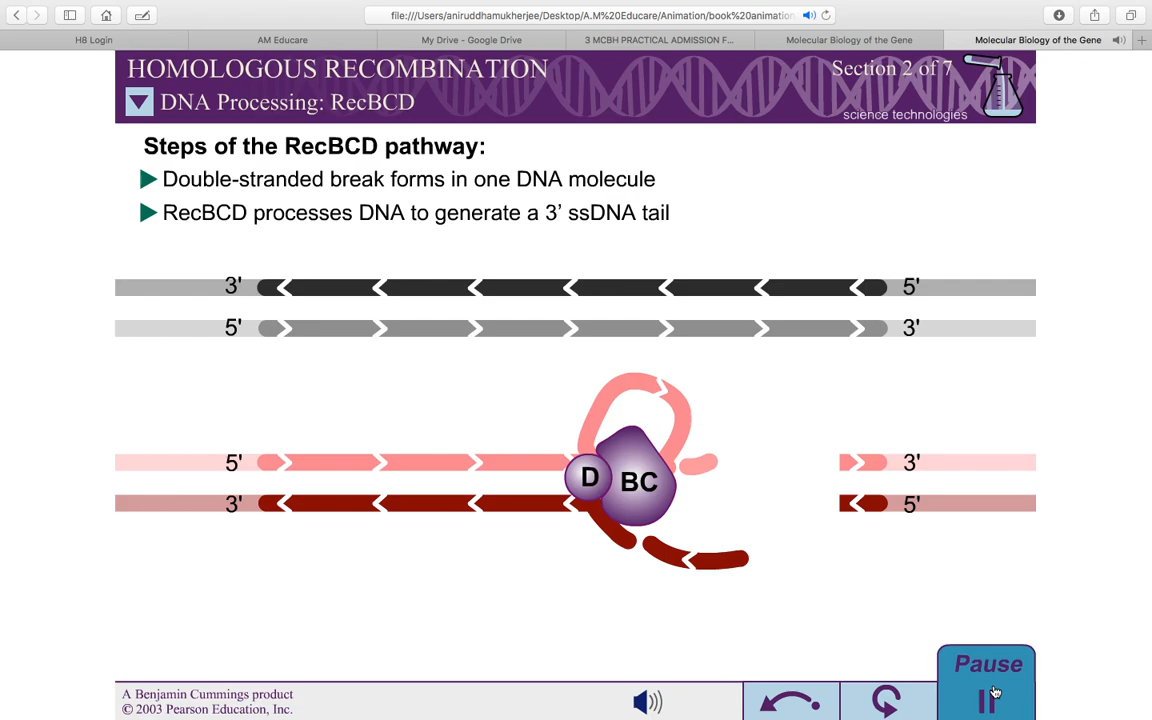 file:///Users/aniruddhamukherjee/Desktop/A.M%20Educare/Animation/book%20animation
H8 Login
AM Educare
My Drive - Google Drive
3 MCBH PRACTICAL ADMISSION F...
Molecular Biology of the Gene
Molecular Biology of the Gene
HOMOLOGOUS RECOMBINATION
Section 2 of 7
DNA Processing: RecBCD
science technologies
Steps of the RecBCD pathway:
Double-stranded break forms in one DNA molecule
RecBCD processes DNA to generate a 3’ ssDNA tail
3' 5'
5' 3'
5' 3'
D BC
3' 5'
Pause
A Benjamin Cummings product
© 2003 Pearson Education, Inc.